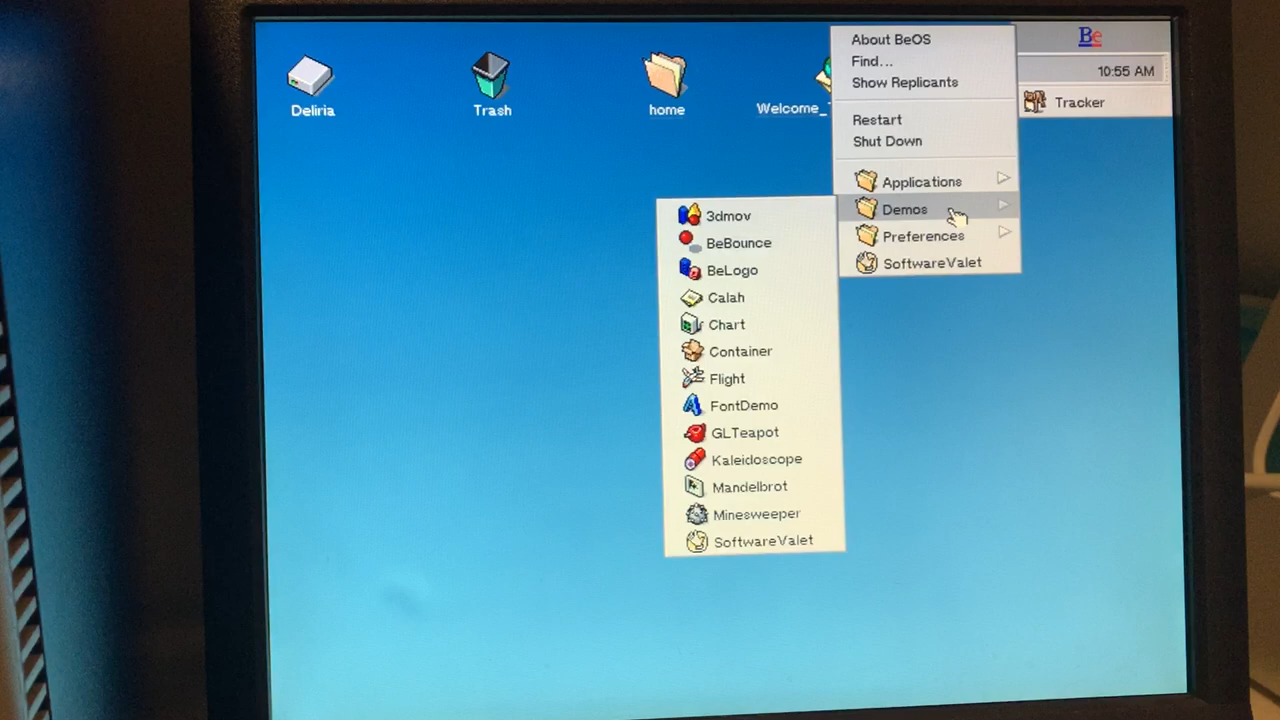 Deliria
Trash
home
Welcome_
About BeOS
Find...
Show Replicants
Restart
Shut Down
Applications
Demos
Preferences
SoftwareValet
Be
10:55 AM
Tracker
3dmov
BeBounce
BeLogo
Calah
Chart
Container
Flight
FontDemo
GLTeapot
Kaleidoscope
Mandelbrot
Minesweeper
SoftwareValet